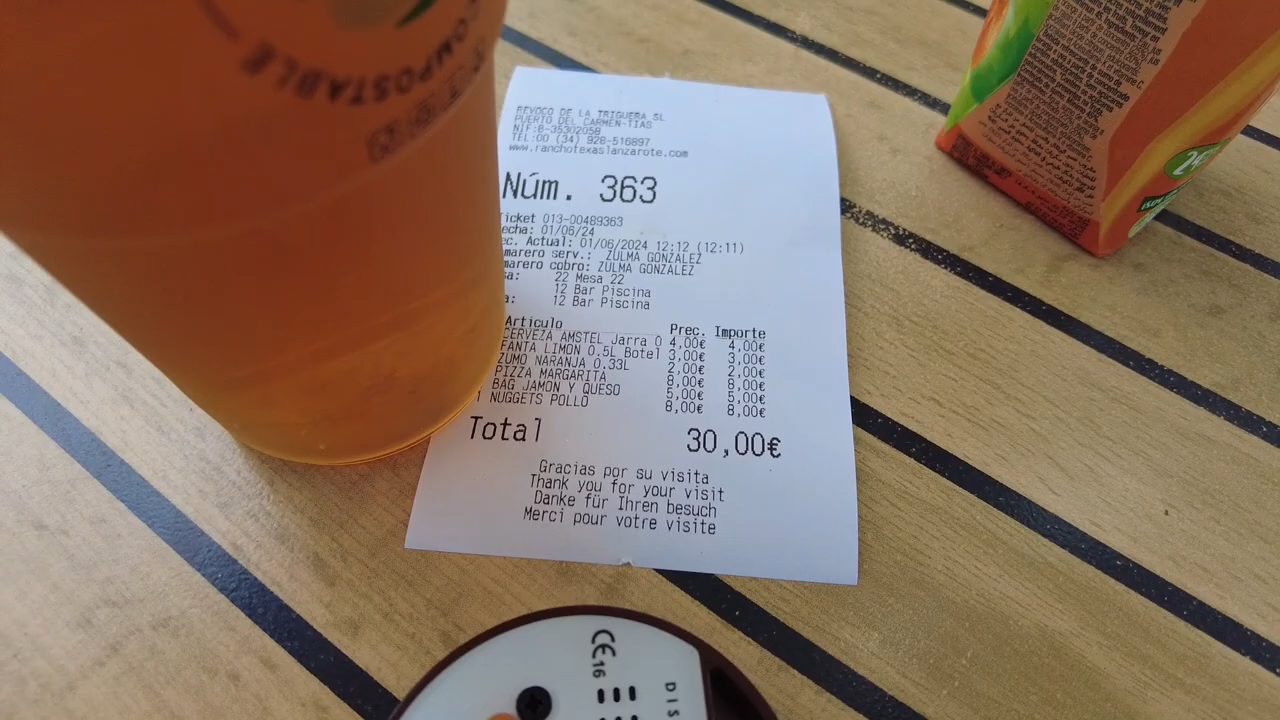 COMPOSTABLE
REVOCO DE LA TRIGUERA SL
PUERTO DEL CARMEN-TIAS
NIF:B-35302058
TEL:00 (34) 928-516897
www.ranchotexaslanzarote.com
Núm. 363
icket 013-00489363
echa: 01/06/24
ec. Actual: 01/06/2024 12:12 (12:11)
marero serv.: ZULMA GONZALEZ
marero cobro: ZULMA GONZALEZ
sa: 22 Mesa 22
12 Bar Piscina
a: 12 Bar Piscina
Artículo Prec. Importe
CERVEZA AMSTEL Jarra 0 4,00€ 4,00€
FANTA LIMON 0.5L Botel 3,00€ 3,00€
ZUMO NARANJA 0.33L 2,00€ 2,00€
PIZZA MARGARITA 8,00€ 8,00€
BAG JAMON Y QUESO 5,00€ 5,00€
1 NUGGETS POLLO 8,00€ 8,00€
Total 30,00€
Gracias por su visita
Thank you for your visit
Danke für Ihren besuch
Merci pour votre visite
CE16
DIS